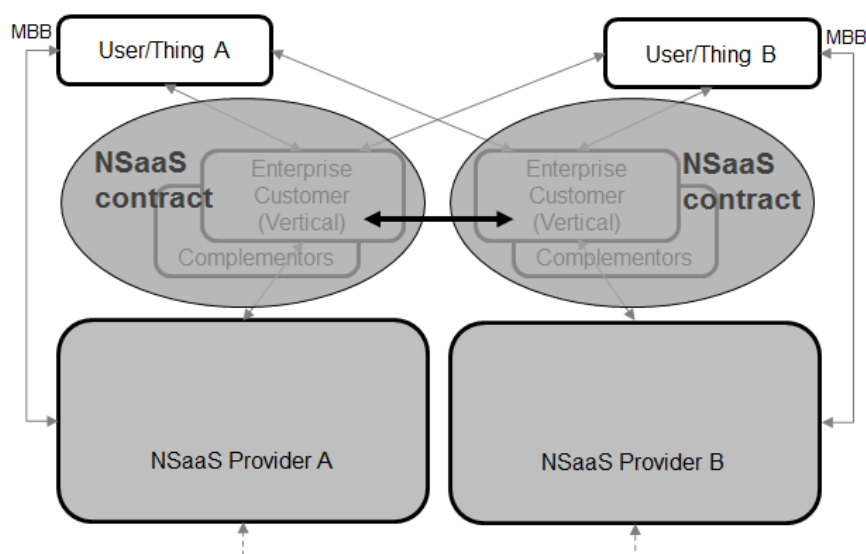 MBB
User/Thing A
User/Thing B
MBB
NSaaS
contract
Enterprise
Customer
(Vertical)
Complementors
Enterprise
Customer
(Vertical)
Complementors
NSaaS
contract
NSaaS Provider A
NSaaS Provider B